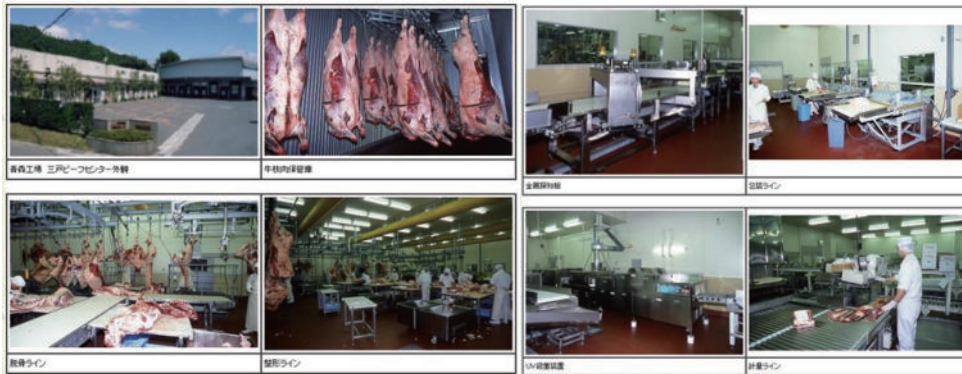 青森工場 三戸ビーフセンター外観
牛枝肉保管庫
金属探知機
包装ライン
脱骨ライン
整形ライン
UV殺菌装置
計量ライン